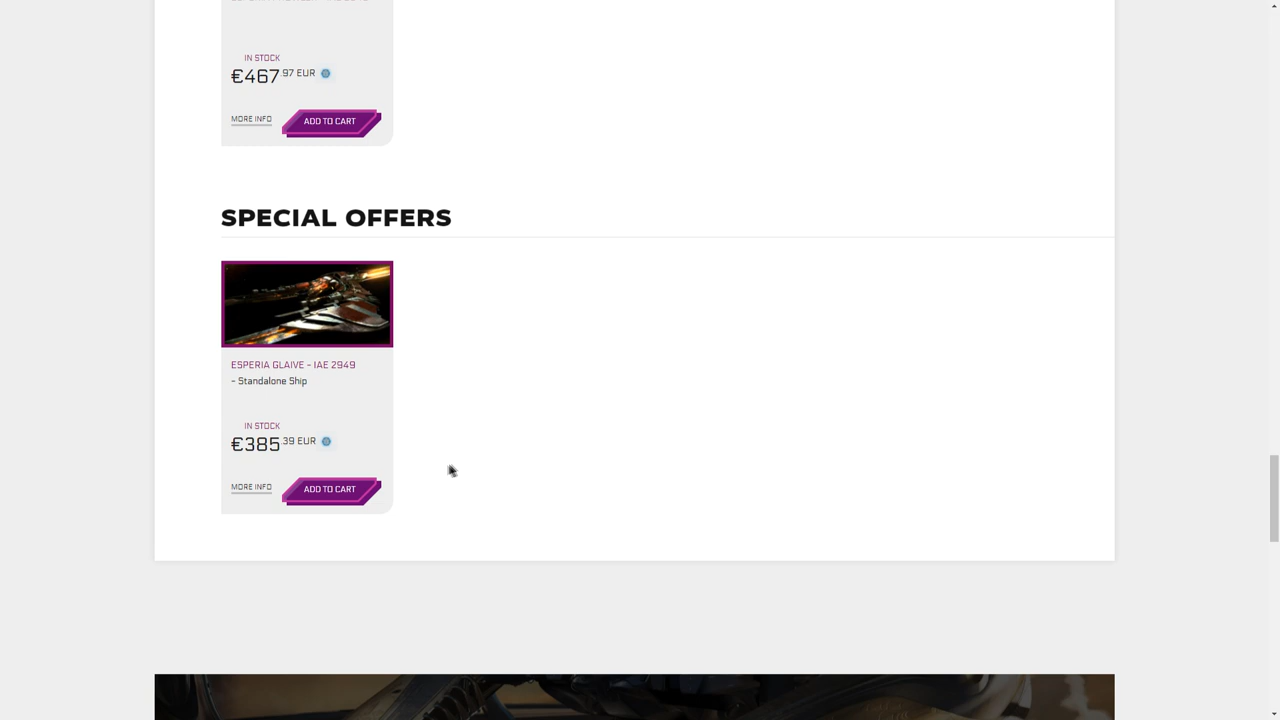 IN STOCK
€467.97 EUR
MORE INFO
ADD TO CART
SPECIAL OFFERS
ESPERIA GLAIVE - IAE 2949
- Standalone Ship
IN STOCK
€385.39 EUR
MORE INFO
ADD TO CART